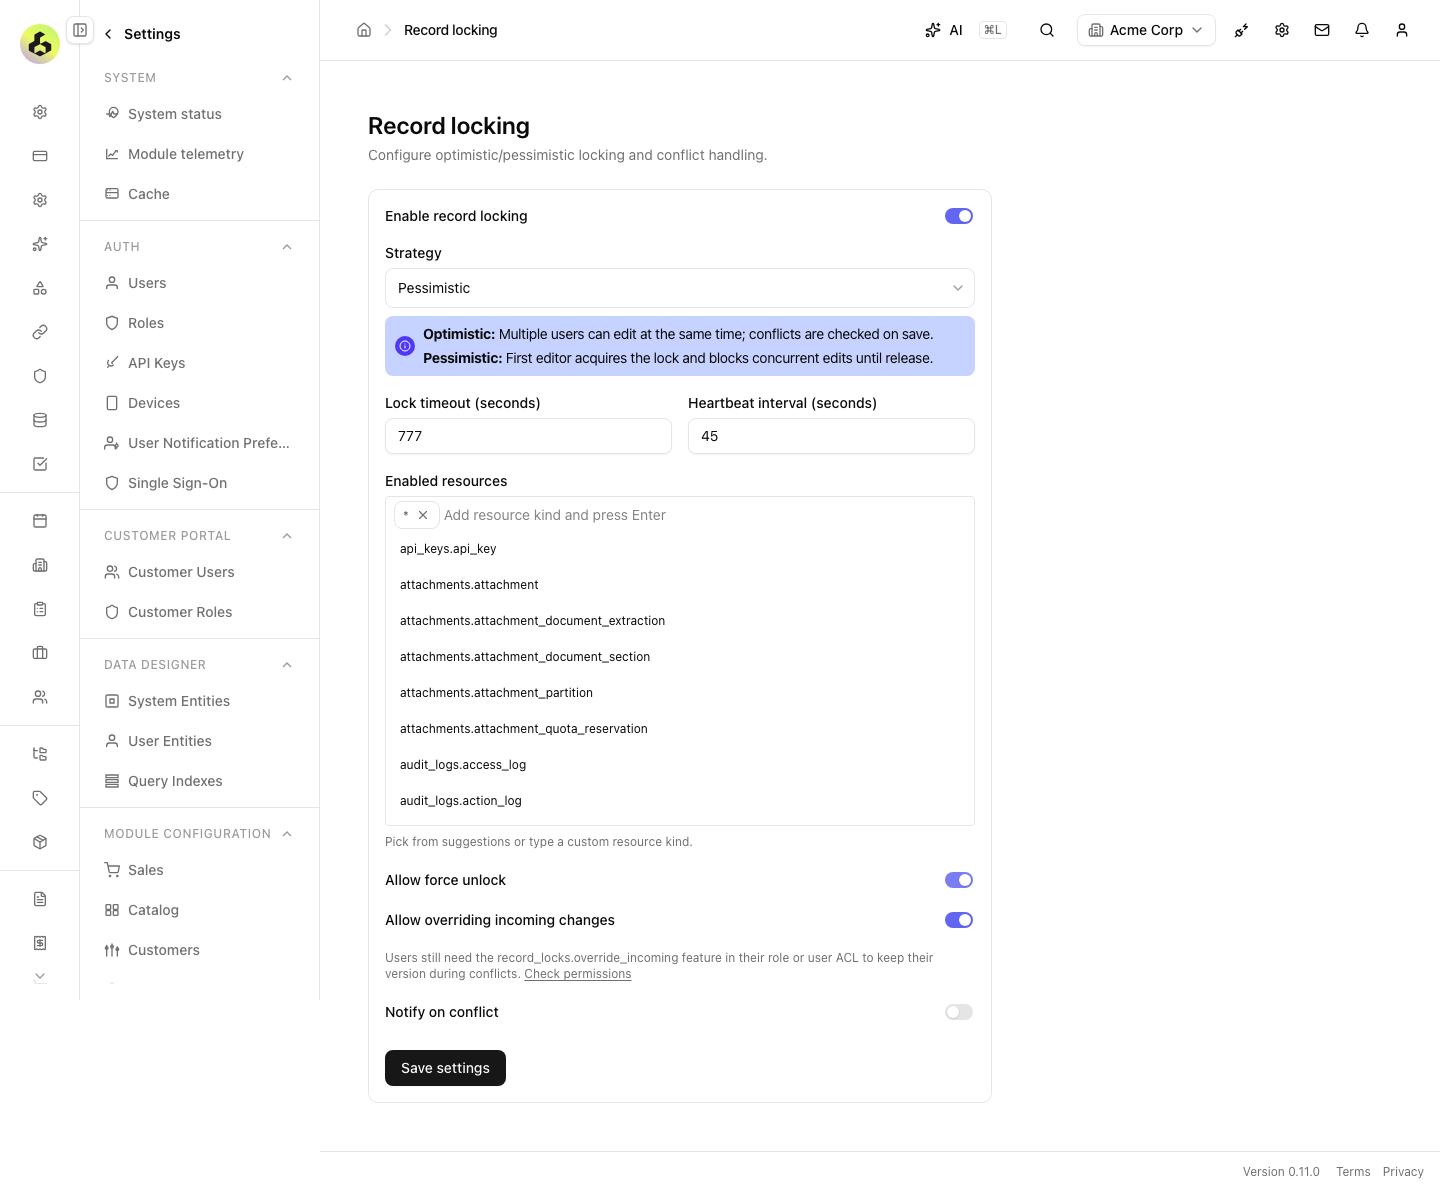 Settings
SYSTEM
System status
Module telemetry
Cache
AUTH
Users
Roles
API Keys
Devices
User Notification Prefe...
Single Sign-On
CUSTOMER PORTAL
Customer Users
Customer Roles
DATA DESIGNER
System Entities
User Entities
Query Indexes
MODULE CONFIGURATION
Sales
Catalog
Customers
Record locking
AI ⌘L
Acme Corp
Record locking
Configure optimistic/pessimistic locking and conflict handling.
Enable record locking
Strategy
Pessimistic
Optimistic: Multiple users can edit at the same time; conflicts are checked on save.
Pessimistic: First editor acquires the lock and blocks concurrent edits until release.
Lock timeout (seconds)
777
Heartbeat interval (seconds)
45
Enabled resources
* Add resource kind and press Enter
api_keys.api_key
attachments.attachment
attachments.attachment_document_extraction
attachments.attachment_document_section
attachments.attachment_partition
attachments.attachment_quota_reservation
audit_logs.access_log
audit_logs.action_log
Pick from suggestions or type a custom resource kind.
Allow force unlock
Allow overriding incoming changes
Users still need the record_locks.override_incoming feature in their role or user ACL to keep their
version during conflicts. Check permissions
Notify on conflict
Save settings
Version 0.11.0 Terms Privacy